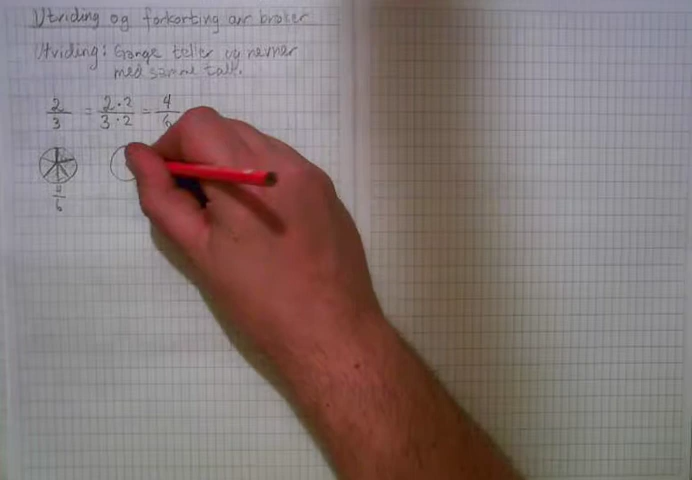 Utviding og forkorting av brøker
Utviding: Gange teller og nevner
med samme tall.
2/3 = 2·2/3·2 = 4/6
4/6